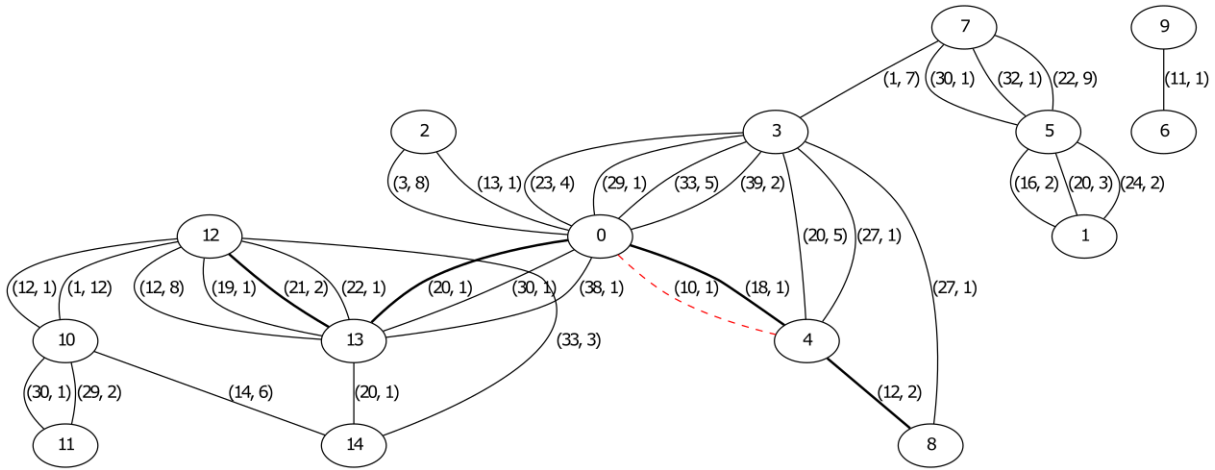 7 9
(1, 7) (30, 1) (32, 1) (22, 9) (11, 1)
2 3 5 6
(3, 8) (13, 1) (23, 4) (29, 1) (33, 5) (39, 2) (16, 2) (20, 3) (24, 2)
12 0 (20, 5) (27, 1) 1
(12, 1) (1, 12) (12, 8) (19, 1) (21, 2) (22, 1) (20, 1) (30, 1) (38, 1) (10, 1) (18, 1) (27, 1)
10 13 (33, 3) 4
(30, 1) (29, 2) (14, 6) (20, 1) (12, 2)
11 14 8